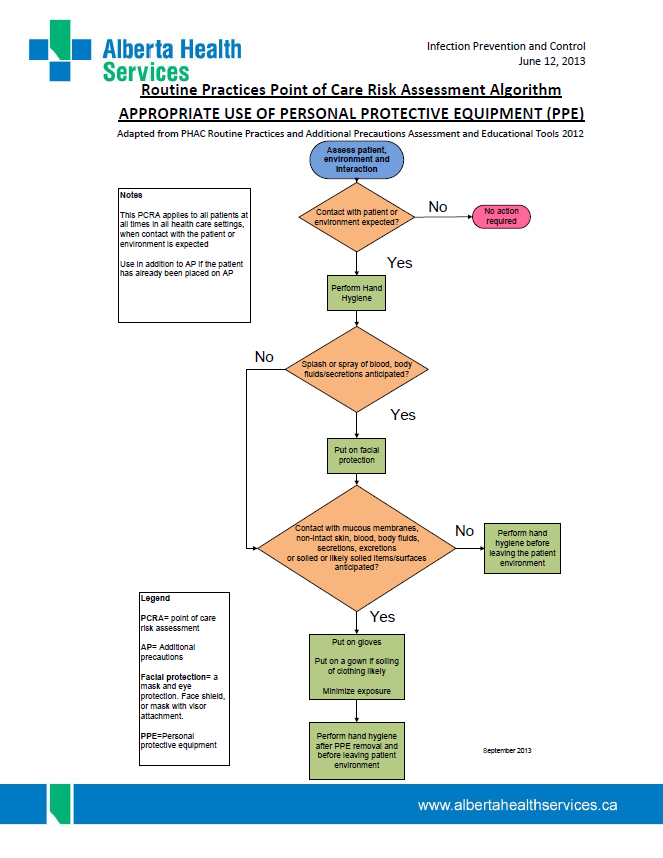 Alberta Health
Services
Infection Prevention and Control
June 12, 2013
Routine Practices Point of Care Risk Assessment Algorithm
APPROPRIATE USE OF PERSONAL PROTECTIVE EQUIPMENT (PPE)
Adapted from PHAC Routine Practices and Additional Precautions Assessment and Educational Tools 2012
Assess patient,
environment and
interaction
Notes
This PCRA applies to all patients at
all times in all health care settings,
when contact with the patient or
environment is expected
Use in addition to AP if the patient
has already been placed on AP
Contact with patient or
environment expected?
No
No action
required
Yes
Perform Hand
Hygiene
No
Splash or spray of blood, body
fluids/secretions anticipated?
Yes
Put on facial
protection
Contact with mucous membranes,
non-intact skin, blood, body fluids,
secretions, excretions
or soiled or likely soiled items/surfaces
anticipated?
No
Perform hand
hygiene before
leaving the patient
environment
Yes
Legend
PCRA= point of care
risk assessment
AP= Additional
precautions
Facial protection= a
mask and eye
protection. Face shield,
or mask with visor
attachment.
PPE=Personal
protective equipment
Put on gloves
Put on a gown if soiling
of clothing likely
Minimize exposure
Perform hand hygiene
after PPE removal and
before leaving patient
environment
September 2013
www.albertahealthservices.ca